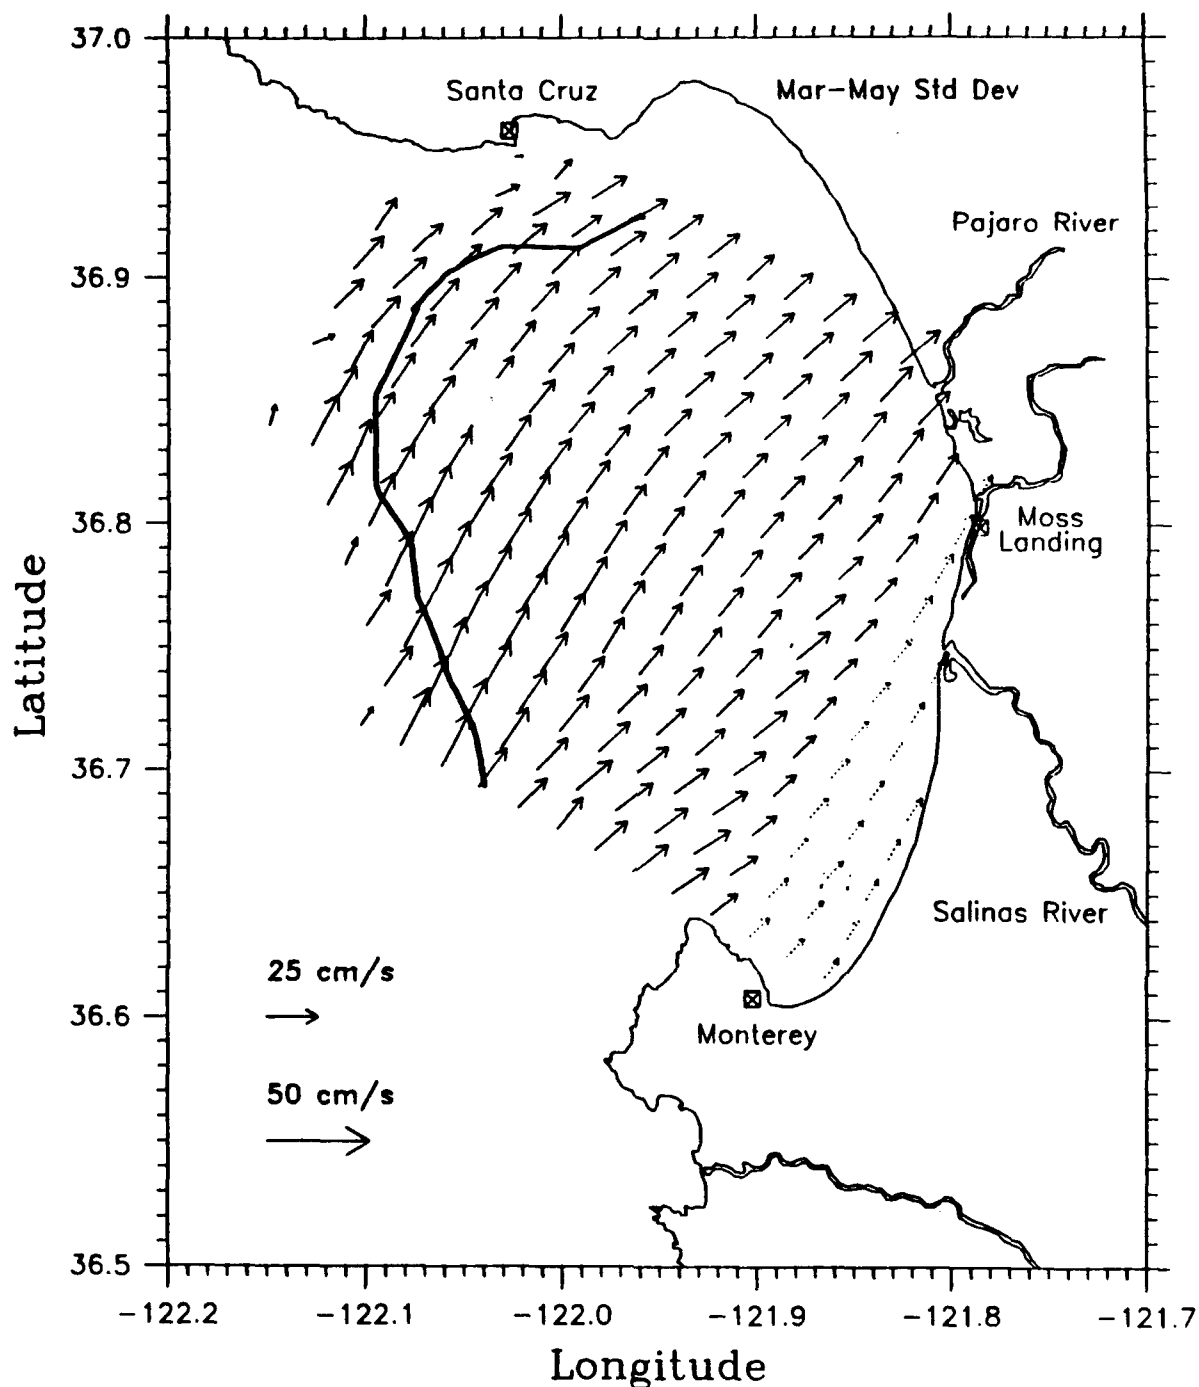 37.0
Santa Cruz
Mar-May Std Dev
Pajaro River
36.9
36.8
Moss
Landing
Latitude
36.7
Salinas River
25 cm/s
36.6
Monterey
50 cm/s
36.5
-122.2
-122.1
-122.0
-121.9
-121.8
-121.7
Longitude